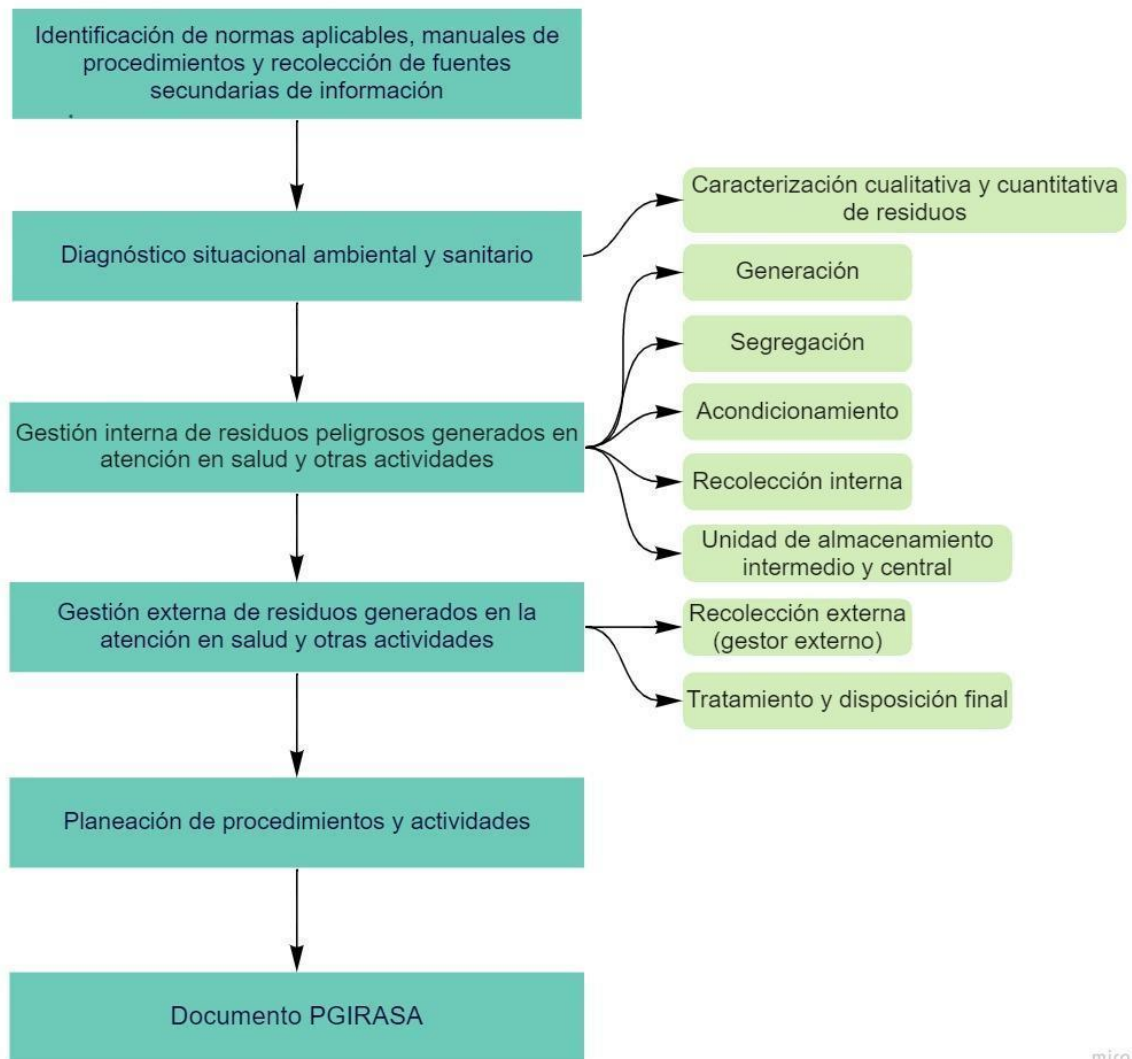 Identificación de normas aplicables, manuales de
procedimientos y recolección de fuentes
secundarias de información
.
Diagnóstico situacional ambiental y sanitario
Caracterización cualitativa y cuantitativa
de residuos
Gestión interna de residuos peligrosos generados en
atención en salud y otras actividades
Generación
Segregación
Acondicionamiento
Recolección interna
Unidad de almacenamiento
intermedio y central
Gestión externa de residuos generados en la
atención en salud y otras actividades
Recolección externa
(gestor externo)
Tratamiento y disposición final
Planeación de procedimientos y actividades
Documento PGIRASA
miro